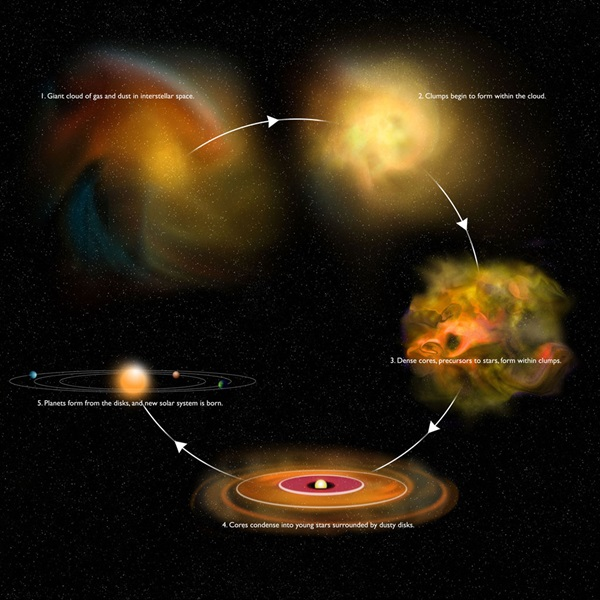 1. Giant cloud of gas and dust in interstellar space.
2. Clumps begin to form within the cloud.
3. Dense cores, precursors to stars, form within clumps.
4. Cores condense into young stars surrounded by dusty disks.
5. Planets form from the disks, and new solar system is born.